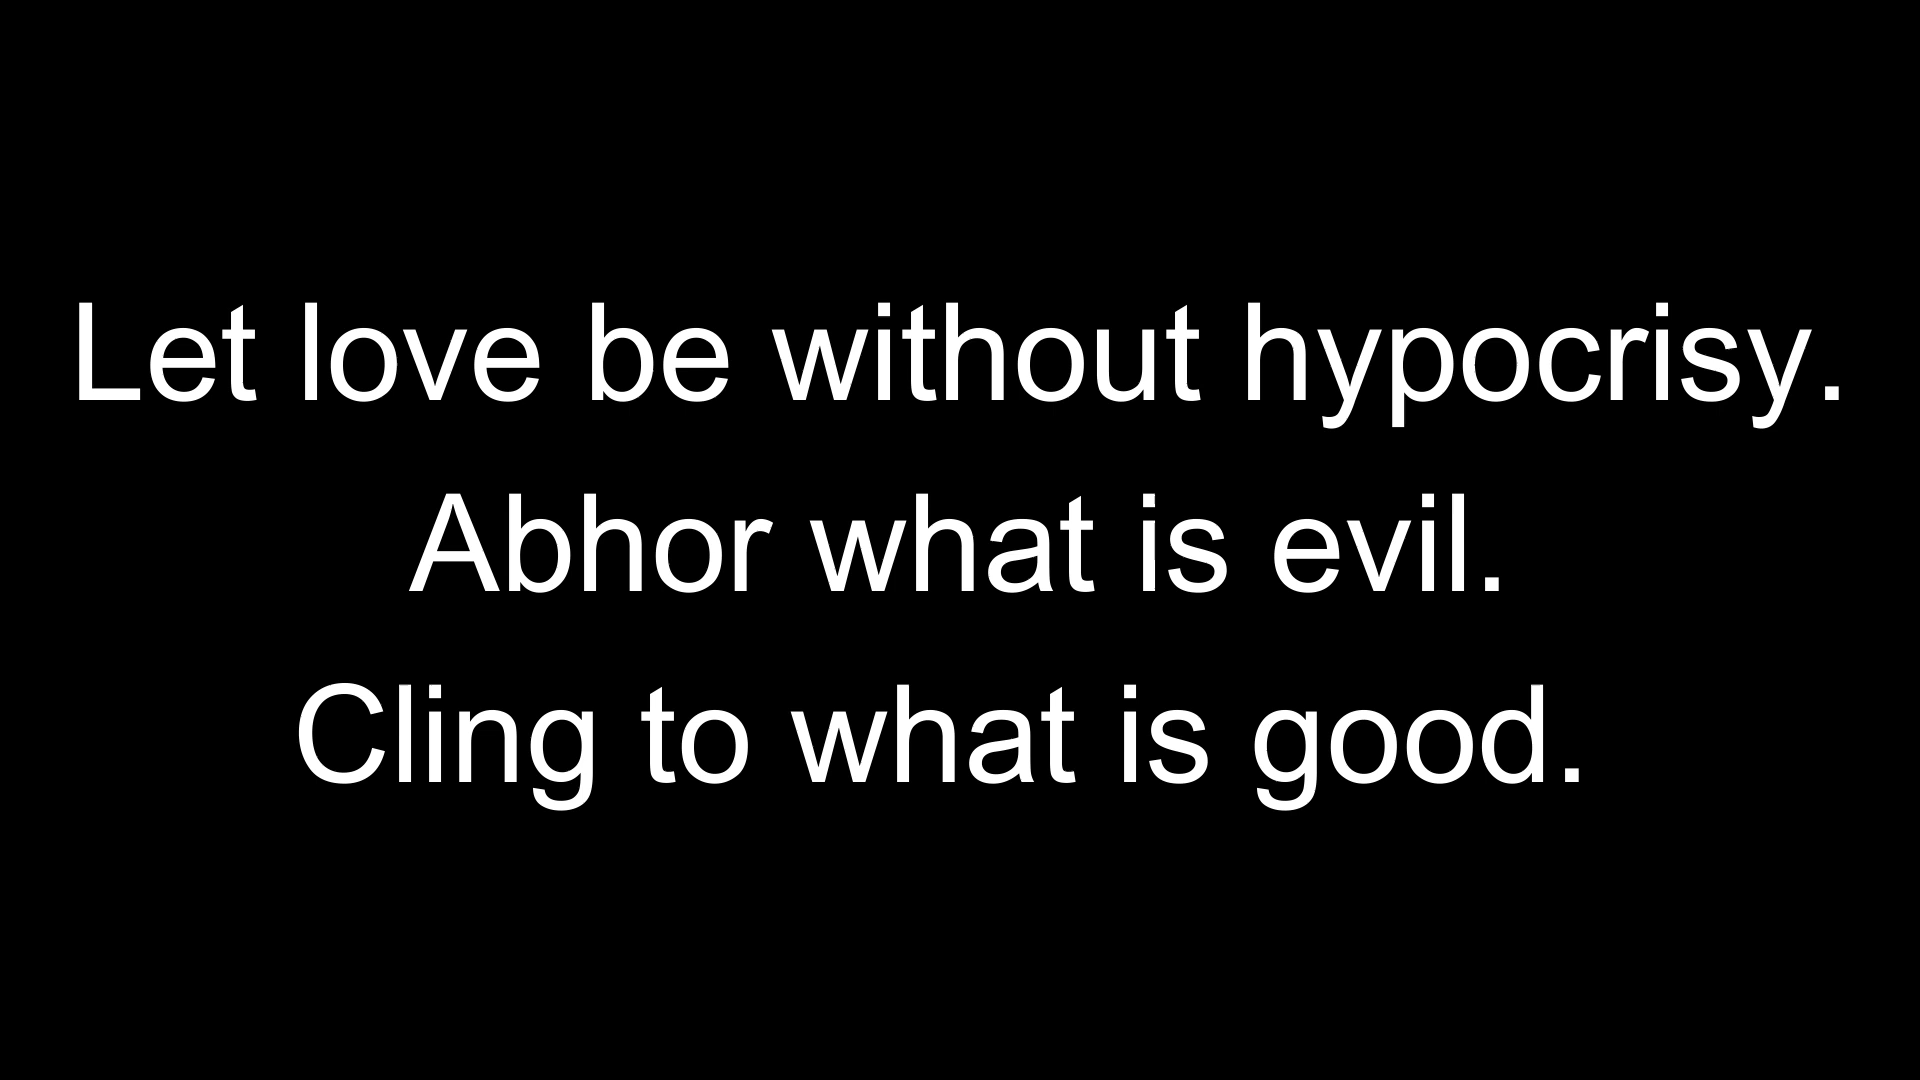 Let love be without hypocrisy.
Abhor what is evil.
Cling to what is good.